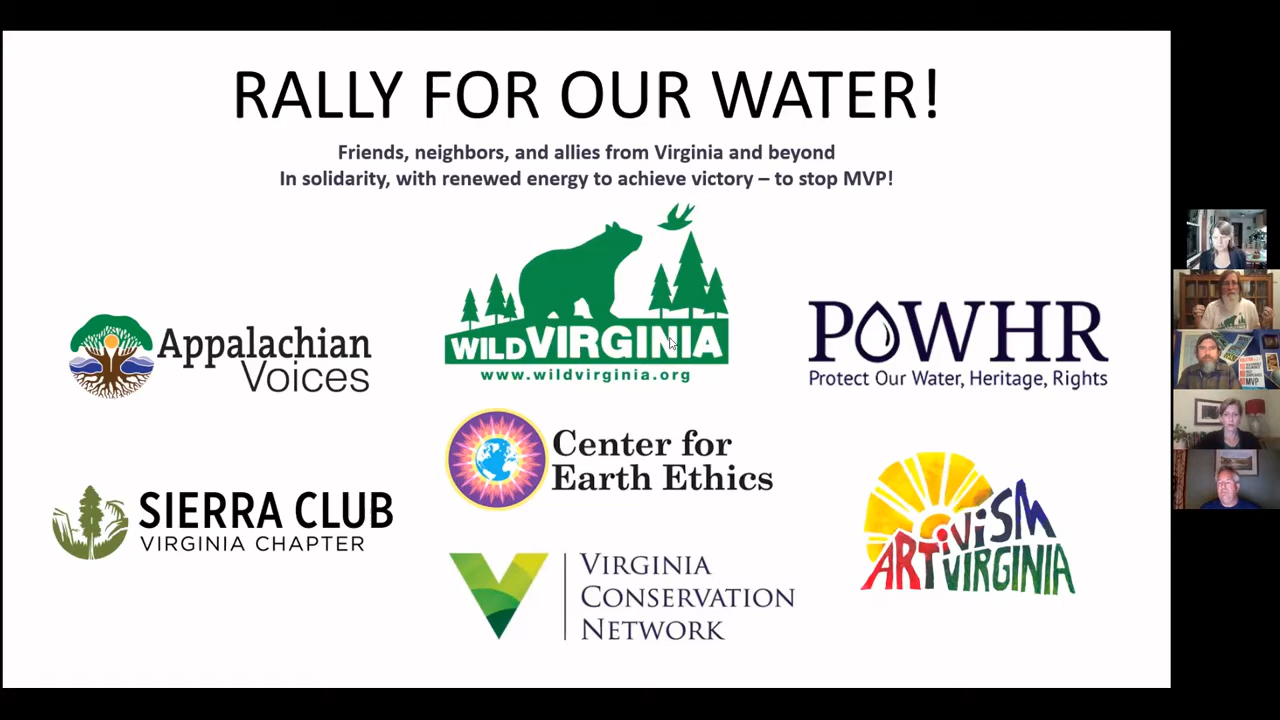 RALLY FOR OUR WATER!
Friends, neighbors, and allies from Virginia and beyond
In solidarity, with renewed energy to achieve victory – to stop MVP!
Appalachian
Voices
WILDVIRGINIA
www.wildvirginia.org
POWHR
Protect Our Water, Heritage, Rights
Center for
Earth Ethics
SIERRA CLUB
VIRGINIA CHAPTER
VIRGINIA
CONSERVATION
NETWORK
ARTiViSM
VIRGINIA
MVP